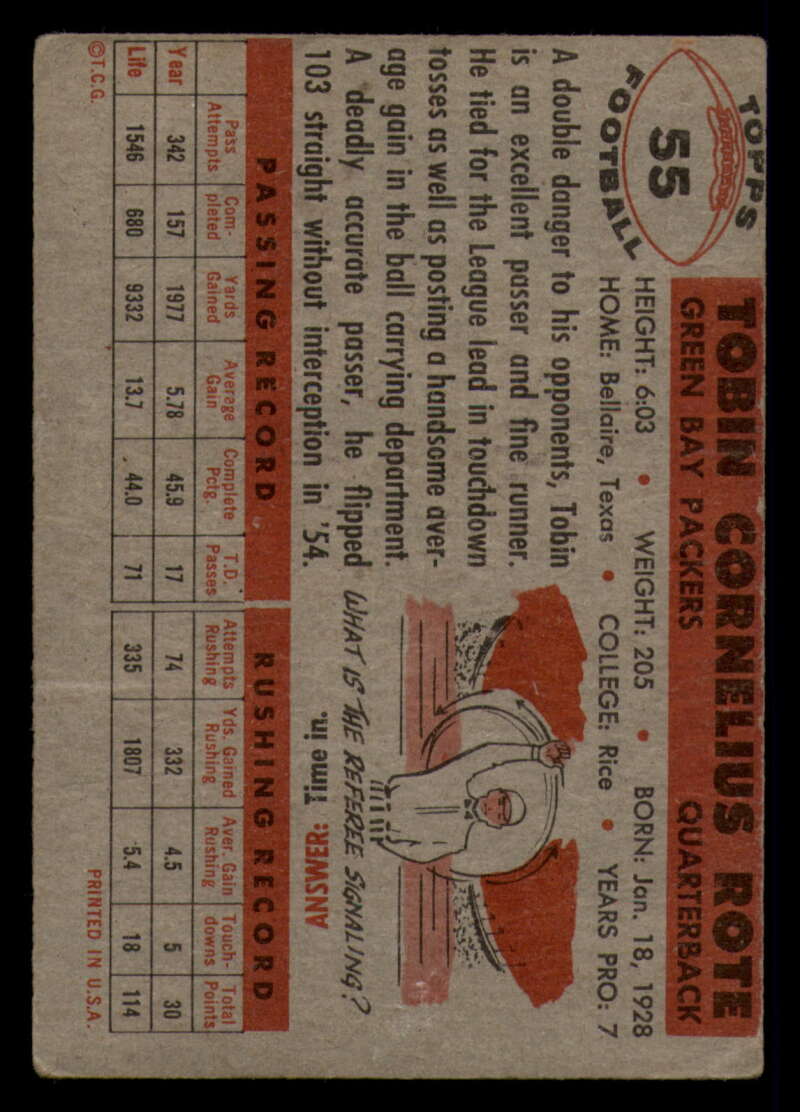 TOPPS
55
FOOTBALL
TOBIN CORNELIUS ROTE
GREEN BAY PACKERS QUARTERBACK
HEIGHT: 6:03 • WEIGHT: 205 • BORN: Jan. 18, 1928
HOME: Bellaire, Texas • COLLEGE: Rice • YEARS PRO: 7
A double danger to his opponents, Tobin
is an excellent passer and fine runner.
He tied for the League lead in touchdown
tosses as well as posting a handsome aver-
age gain in the ball carrying department.
A deadly accurate passer, he flipped
103 straight without interception in '54.
WHAT IS THE REFEREE SIGNALING?
ANSWER: Time in.
PASSING RECORD RUSHING RECORD
Pass Attempts Com-pleted Yards Gained Average Gain Complete Pctg. T.D. Passes Attempts Rushing Yds. Gained Rushing Aver. Gain Rushing Touch-downs Total Points
Year 342 157 1977 5.78 45.9 17 74 332 4.5 5 30
Life 1546 680 9332 13.7 44.0 71 335 1807 5.4 18 114
©T.C.G. PRINTED IN U.S.A.